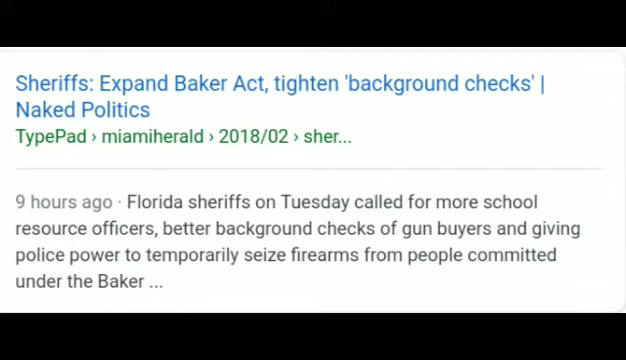 Sheriffs: Expand Baker Act, tighten 'background checks' |
Naked Politics
TypePad › miamiherald › 2018/02 › sher...
9 hours ago · Florida sheriffs on Tuesday called for more school
resource officers, better background checks of gun buyers and giving
police power to temporarily seize firearms from people committed
under the Baker ...